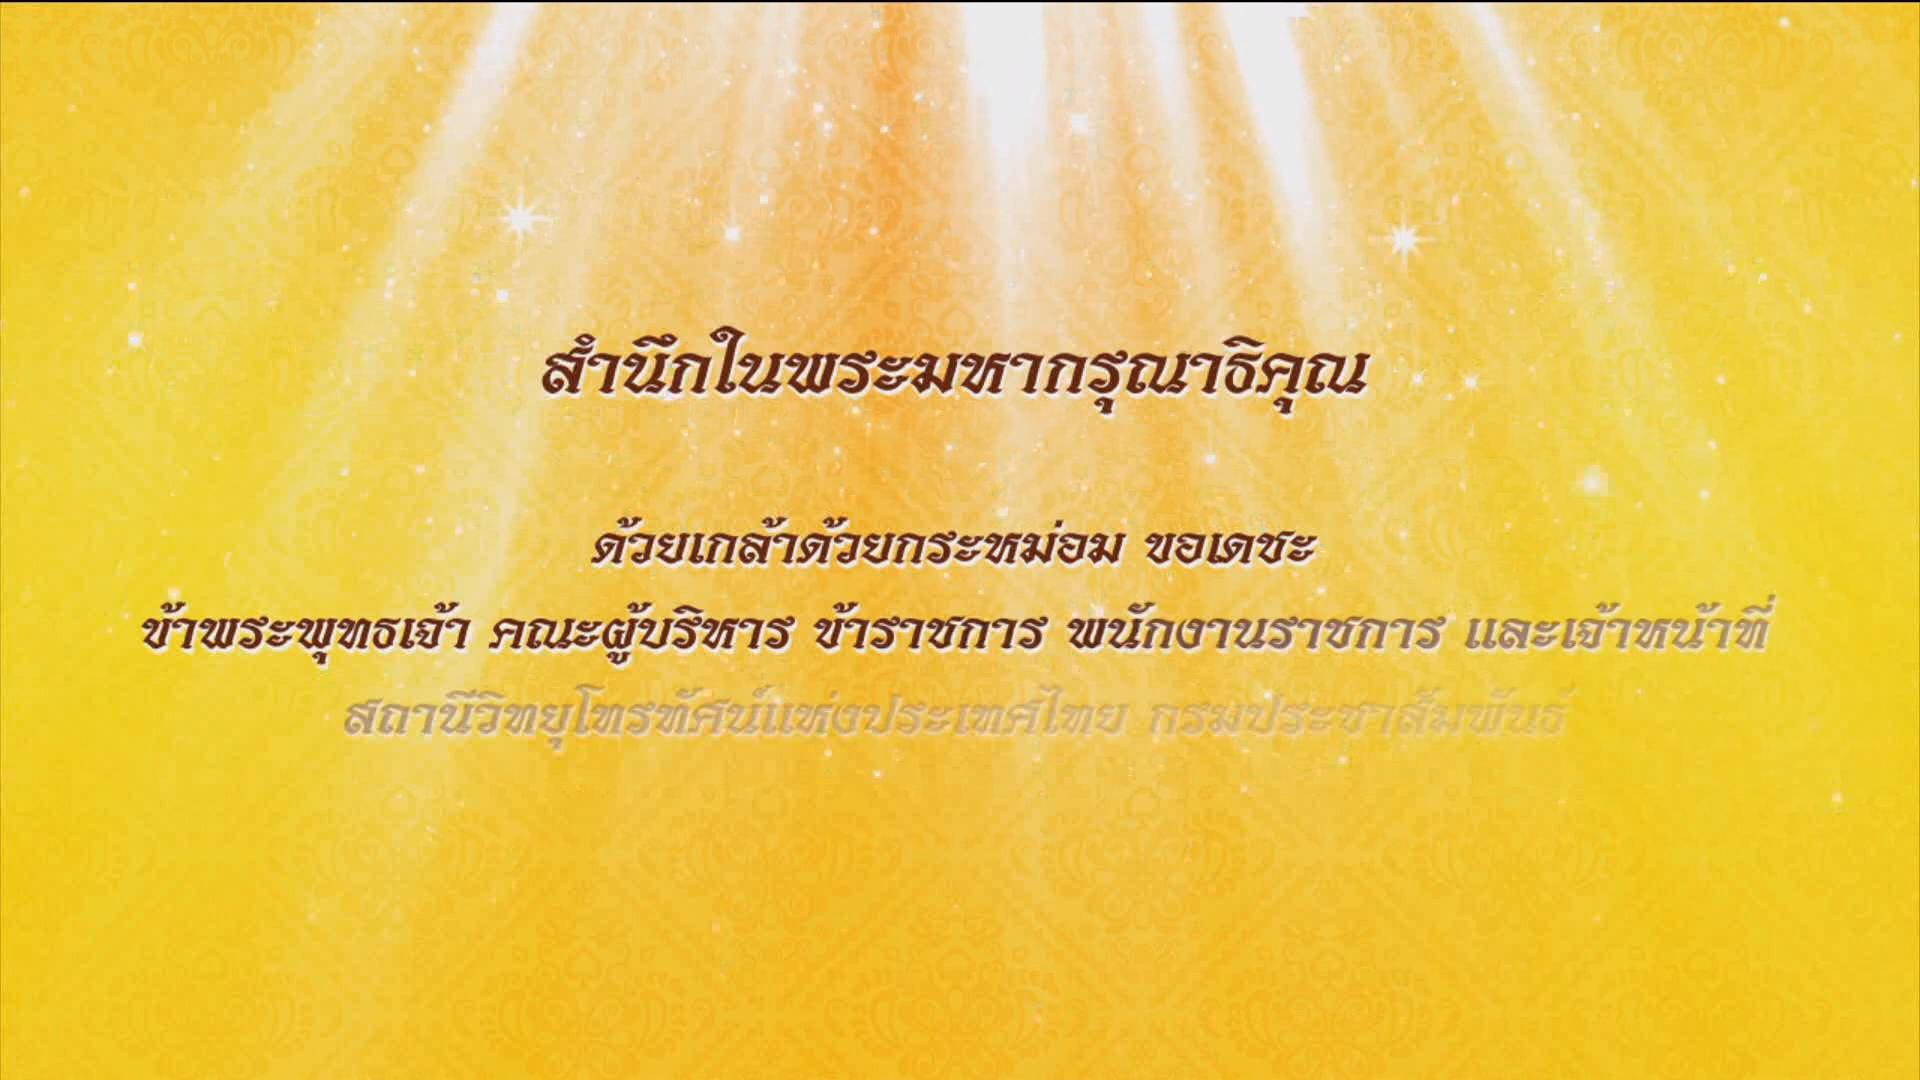 สำนึกในพระมหากรุณาธิคุณ
ด้วยเกล้าด้วยกระหม่อม ขอเดชะ
ข้าพระพุทธเจ้า คณะผู้บริหาร ข้าราชการ พนักงานราชการ และเจ้าหน้าที่
สถานีวิทยุโทรทัศน์แห่งประเทศไทย กรมประชาสัมพันธ์